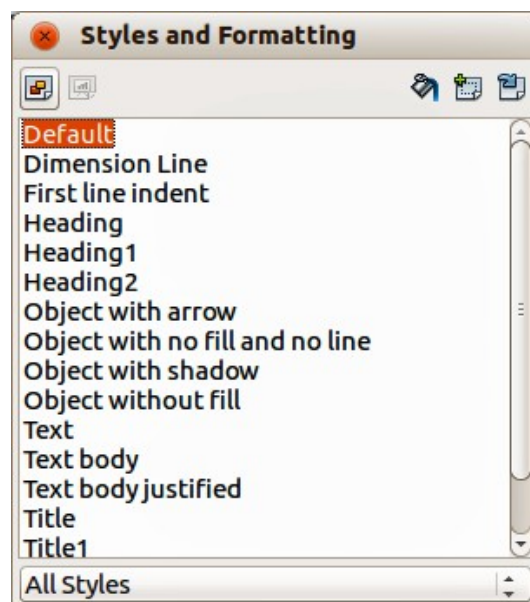 Styles and Formatting
Default
Dimension Line
First line indent
Heading
Heading1
Heading2
Object with arrow
Object with no fill and no line
Object with shadow
Object without fill
Text
Text body
Text body justified
Title
Title1
All Styles